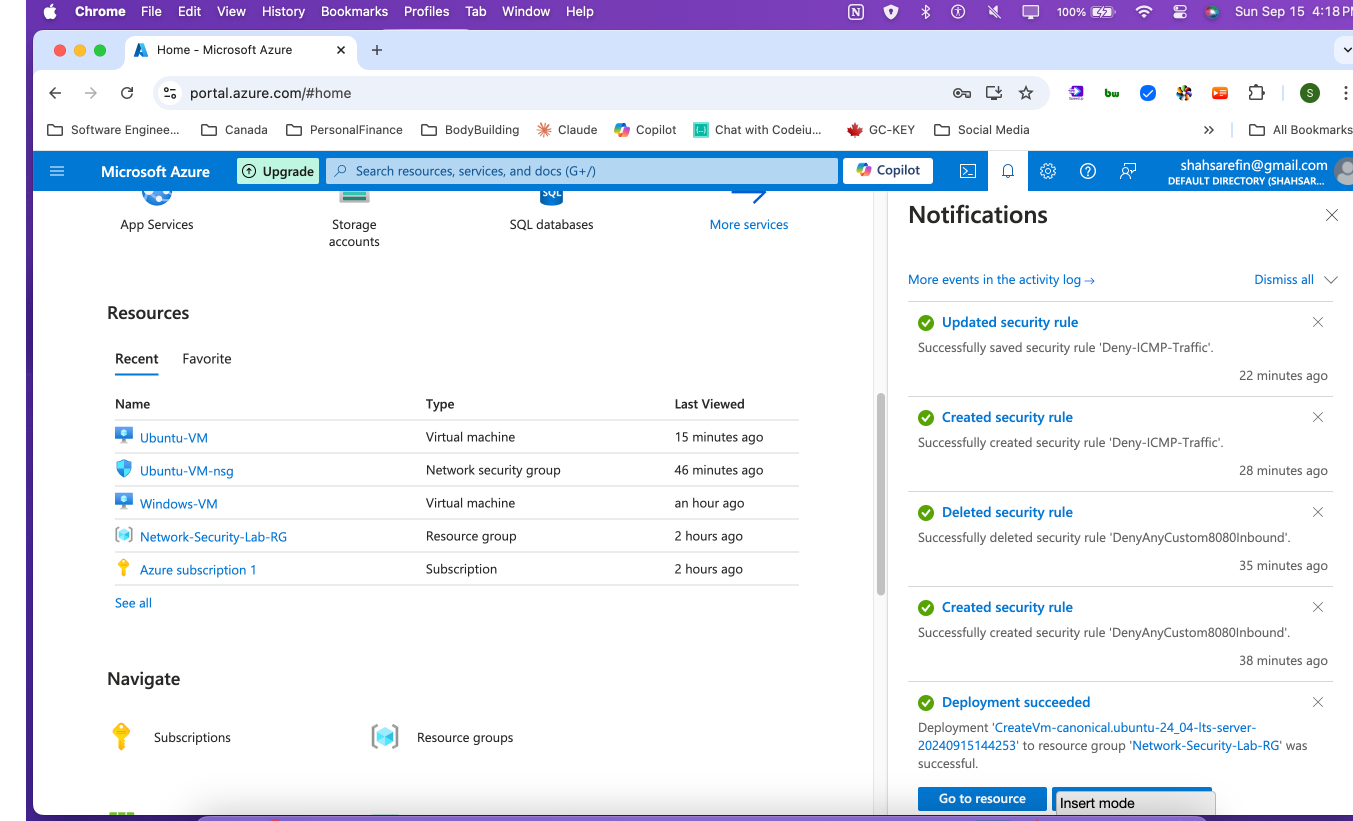 Chrome File Edit View History Bookmarks Profiles Tab Window Help 100% Sun Sep 15 4:18 PM
Home - Microsoft Azure
portal.azure.com/#home
bw
S
Software Enginee... Canada PersonalFinance BodyBuilding Claude Copilot Chat with Codeiu... GC-KEY Social Media » All Bookmarks
Microsoft Azure Upgrade Search resources, services, and docs (G+/) Copilot shahsarefin@gmail.com
DEFAULT DIRECTORY (SHAHSAR...
SQL
App Services Storage accounts SQL databases More services
Resources
Recent Favorite
Name Type Last Viewed
Ubuntu-VM Virtual machine 15 minutes ago
Ubuntu-VM-nsg Network security group 46 minutes ago
Windows-VM Virtual machine an hour ago
Network-Security-Lab-RG Resource group 2 hours ago
Azure subscription 1 Subscription 2 hours ago
See all
Navigate
Subscriptions Resource groups
Notifications
More events in the activity log → Dismiss all
Updated security rule
Successfully saved security rule 'Deny-ICMP-Traffic'.
22 minutes ago
Created security rule
Successfully created security rule 'Deny-ICMP-Traffic'.
28 minutes ago
Deleted security rule
Successfully deleted security rule 'DenyAnyCustom8080Inbound'.
35 minutes ago
Created security rule
Successfully created security rule 'DenyAnyCustom8080Inbound'.
38 minutes ago
Deployment succeeded
Deployment 'CreateVm-canonical.ubuntu-24_04-lts-server-
20240915144253' to resource group 'Network-Security-Lab-RG' was
successful.
Go to resource
Insert mode